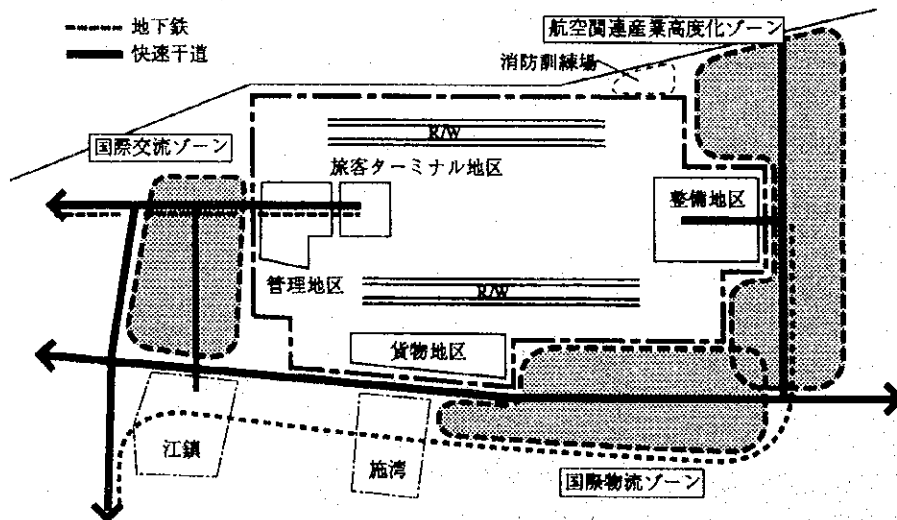 地下鉄
快速干道
航空関連産業高度化ゾーン
消防訓練場
国際交流ゾーン
R/W
旅客ターミナル地区
整備地区
管理地区
R/W
貨物地区
江鎮
施湾
国際物流ゾーン